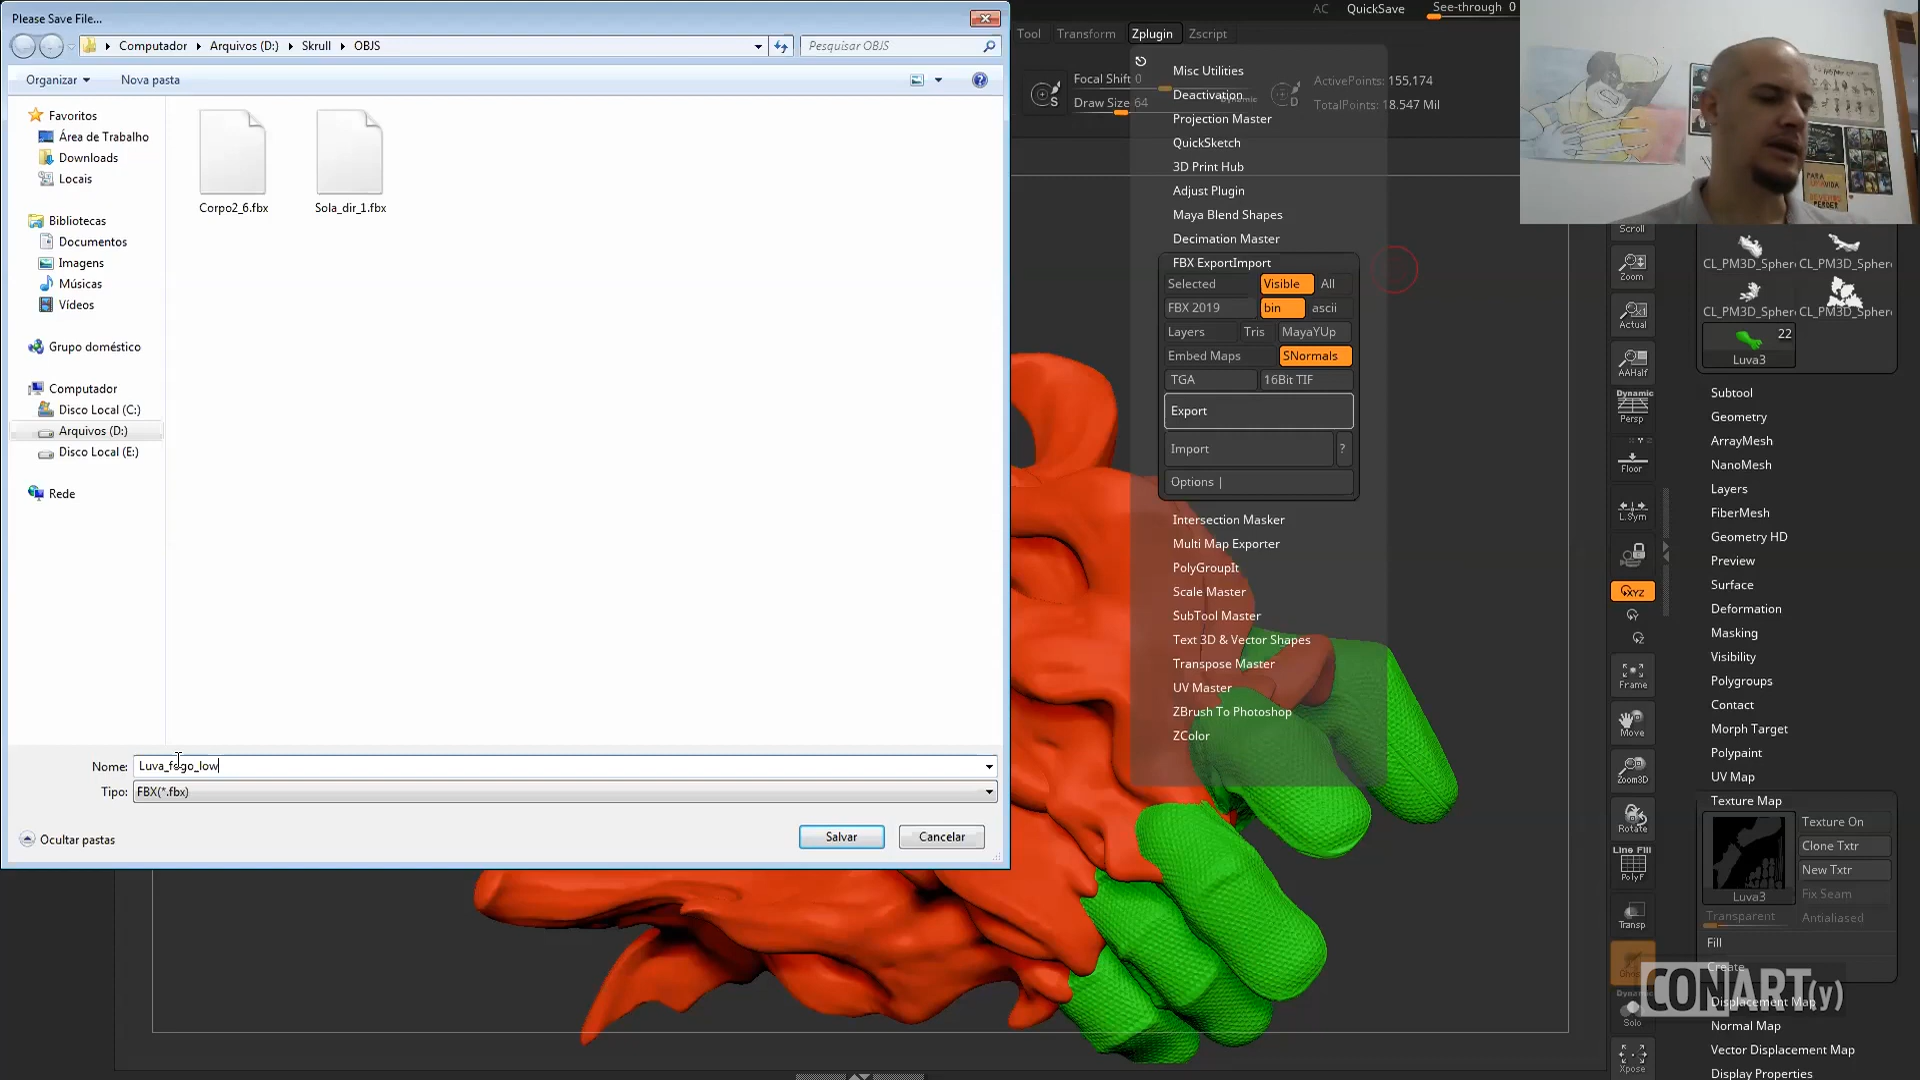 Please Save File...
Computador
Arquivos (D:)
Skrull
OBJS
Pesquisar OBJS
Organizar
Nova pasta
Favoritos
Área de Trabalho
Downloads
Locais
Bibliotecas
Documentos
Imagens
Músicas
Vídeos
Grupo doméstico
Computador
Disco Local (C:)
Arquivos (D:)
Disco Local (E:)
Rede
Corpo2_6.fbx
Sola_dir_1.fbx
Nome: Luva_fogo_low
Tipo: FBX(*.fbx)
Ocultar pastas
Salvar
Cancelar
AC
QuickSave
See-through 0
Tool
Transform
Zplugin
Zscript
Focal Shift 0
Draw Size 64
Dynamic
S
D
ActivePoints: 155,174
TotalPoints: 18.547 Mil
Misc Utilities
Deactivation
Projection Master
QuickSketch
3D Print Hub
Adjust Plugin
Maya Blend Shapes
Decimation Master
FBX ExportImport
Selected
Visible
All
FBX 2019
bin
ascii
Layers
Tris
MayaYUp
Embed Maps
SNormals
TGA
16Bit TIF
Export
Import
?
Options |
Intersection Masker
Multi Map Exporter
PolyGroupIt
Scale Master
SubTool Master
Text 3D & Vector Shapes
Transpose Master
UV Master
ZBrush To Photoshop
ZColor
PARA
VIDA
PERDER
Scroll
Zoom
Actual
AAHalf
Dynamic
Persp
Floor
L.Sym
XYZ
Frame
Move
Zoom3D
Rotate
Line Fill
PolyF
Transp
Dynamic
Solo
Xpose
CL_PM3D_Spher
CL_PM3D_Spher
CL_PM3D_Spher
CL_PM3D_Spher
22
Luva3
Subtool
Geometry
ArrayMesh
NanoMesh
Layers
FiberMesh
Geometry HD
Preview
Surface
Deformation
Masking
Visibility
Polygroups
Contact
Morph Target
Polypaint
UV Map
Texture Map
Texture On
Clone Txtr
New Txtr
Fix Seam
Luva3
Transparent
Antialiased
Fill
Create
CONART(y)
Displacement Map
Normal Map
Vector Displacement Map
Display Properties